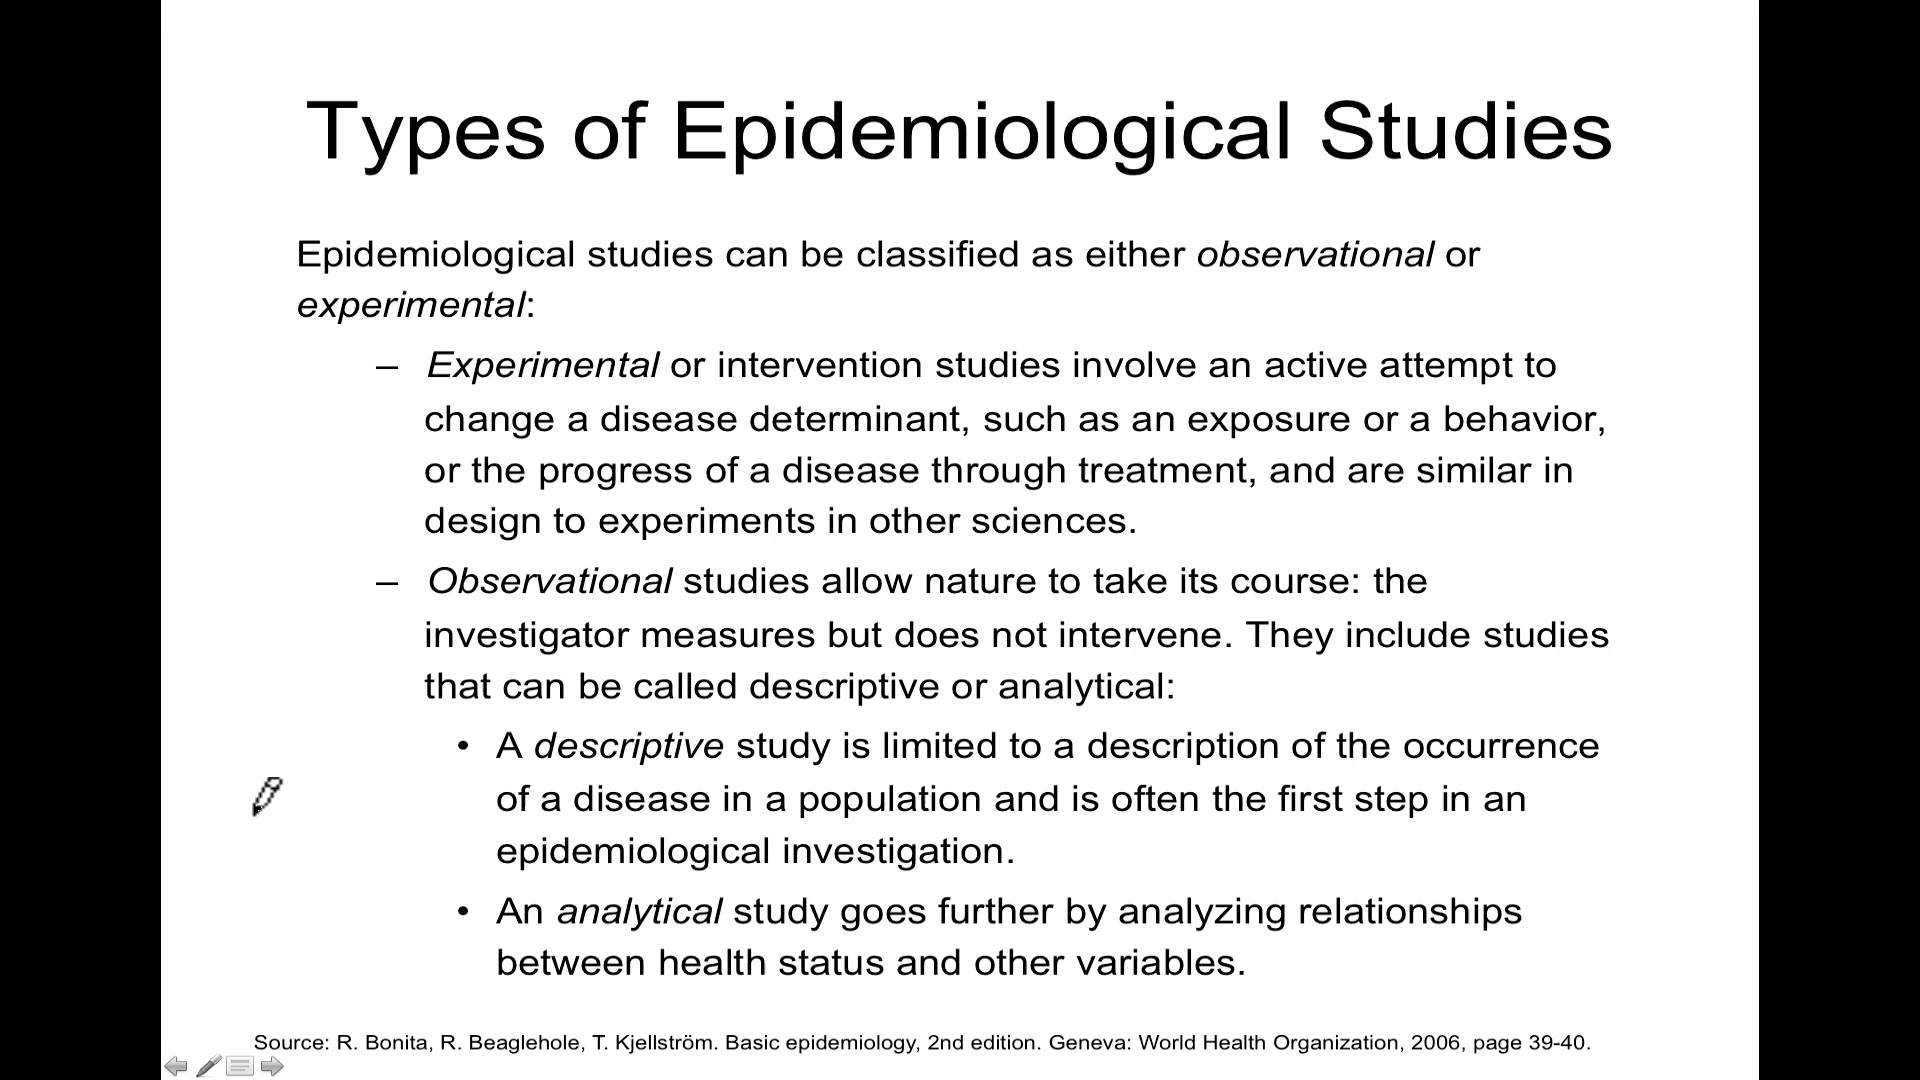 Types of Epidemiological Studies
Epidemiological studies can be classified as either observational or
experimental:
– Experimental or intervention studies involve an active attempt to
change a disease determinant, such as an exposure or a behavior,
or the progress of a disease through treatment, and are similar in
design to experiments in other sciences.
– Observational studies allow nature to take its course: the
investigator measures but does not intervene. They include studies
that can be called descriptive or analytical:
• A descriptive study is limited to a description of the occurrence
of a disease in a population and is often the first step in an
epidemiological investigation.
• An analytical study goes further by analyzing relationships
between health status and other variables.
Source: R. Bonita, R. Beaglehole, T. Kjellström. Basic epidemiology, 2nd edition. Geneva: World Health Organization, 2006, page 39-40.